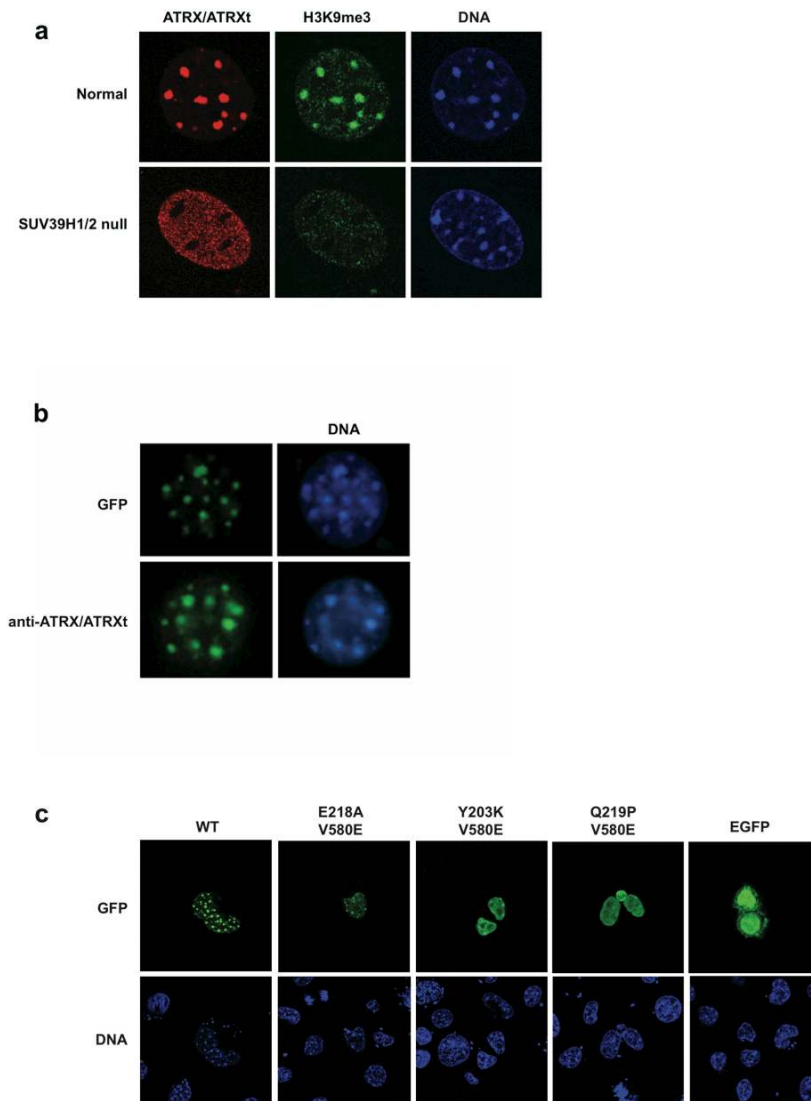 a
ATRX/ATRXt H3K9me3 DNA
Normal
SUV39H1/2 null
b
DNA
GFP
anti-ATRX/ATRXt
c
WT E218A V580E Y203K V580E Q219P V580E EGFP
GFP
DNA